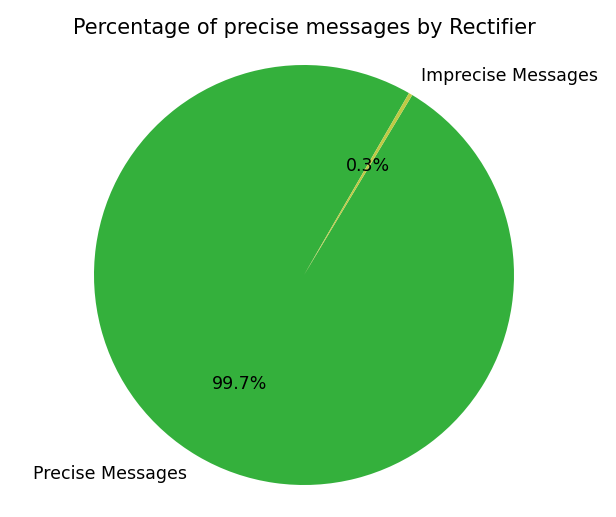 Percentage of precise messages by Rectifier
Imprecise Messages
0.3%
99.7%
Precise Messages